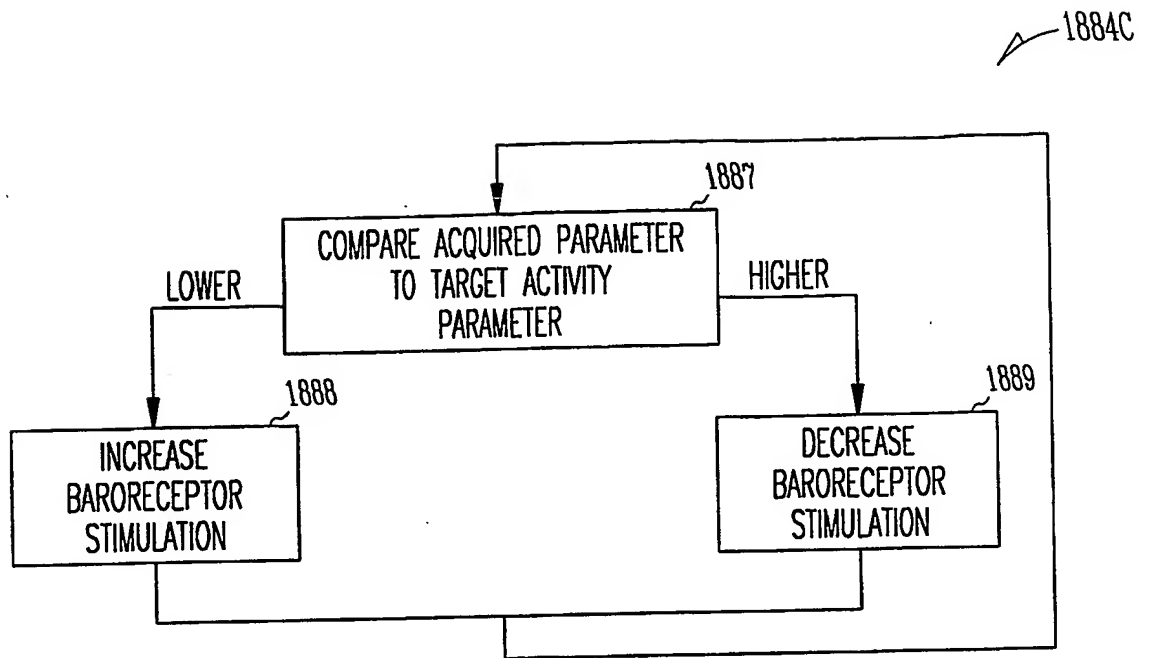 1884C
1887
COMPARE ACQUIRED PARAMETER
TO TARGET ACTIVITY
PARAMETER
LOWER
HIGHER
1888
INCREASE
BARORECEPTOR
STIMULATION
1889
DECREASE
BARORECEPTOR
STIMULATION